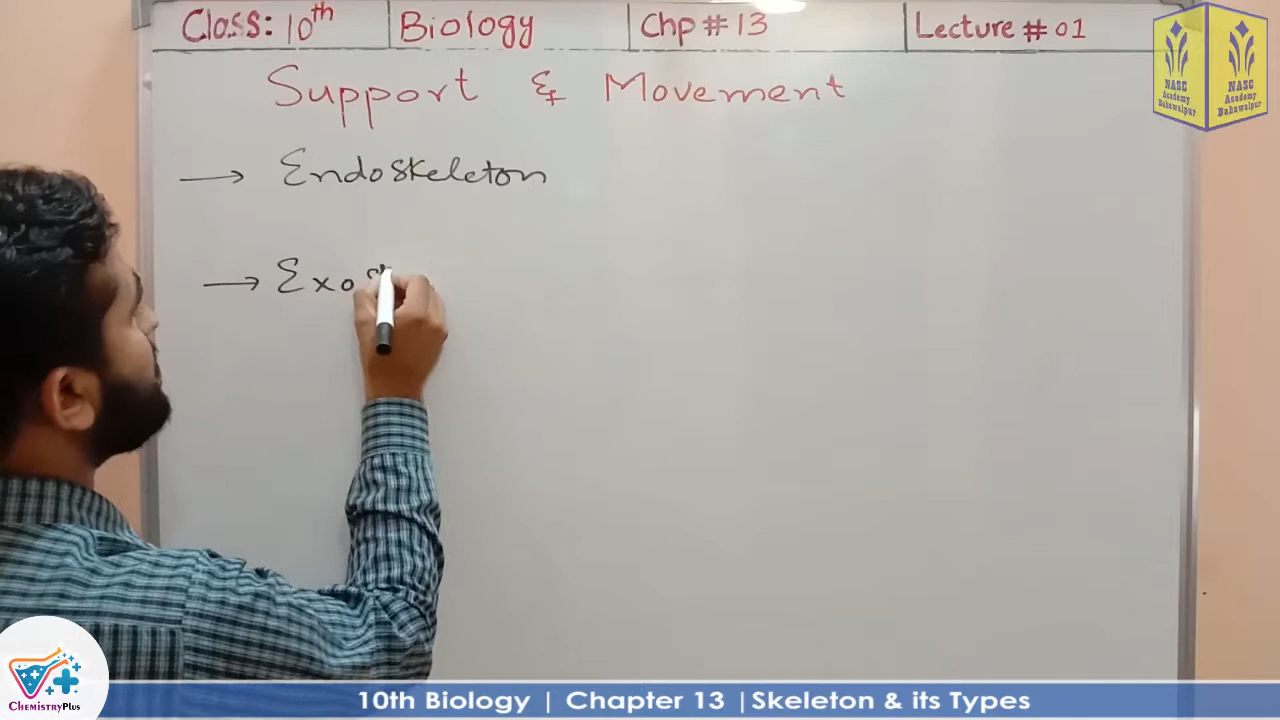 Class: 10th Biology Chp # 13 Lecture # 01
Support & Movement
→ Endoskeleton
→ Exos
NASC Academy Bahawalpur
NASC Academy Bahawalpur
ChemistryPlus
10th Biology | Chapter 13 | Skeleton & its Types